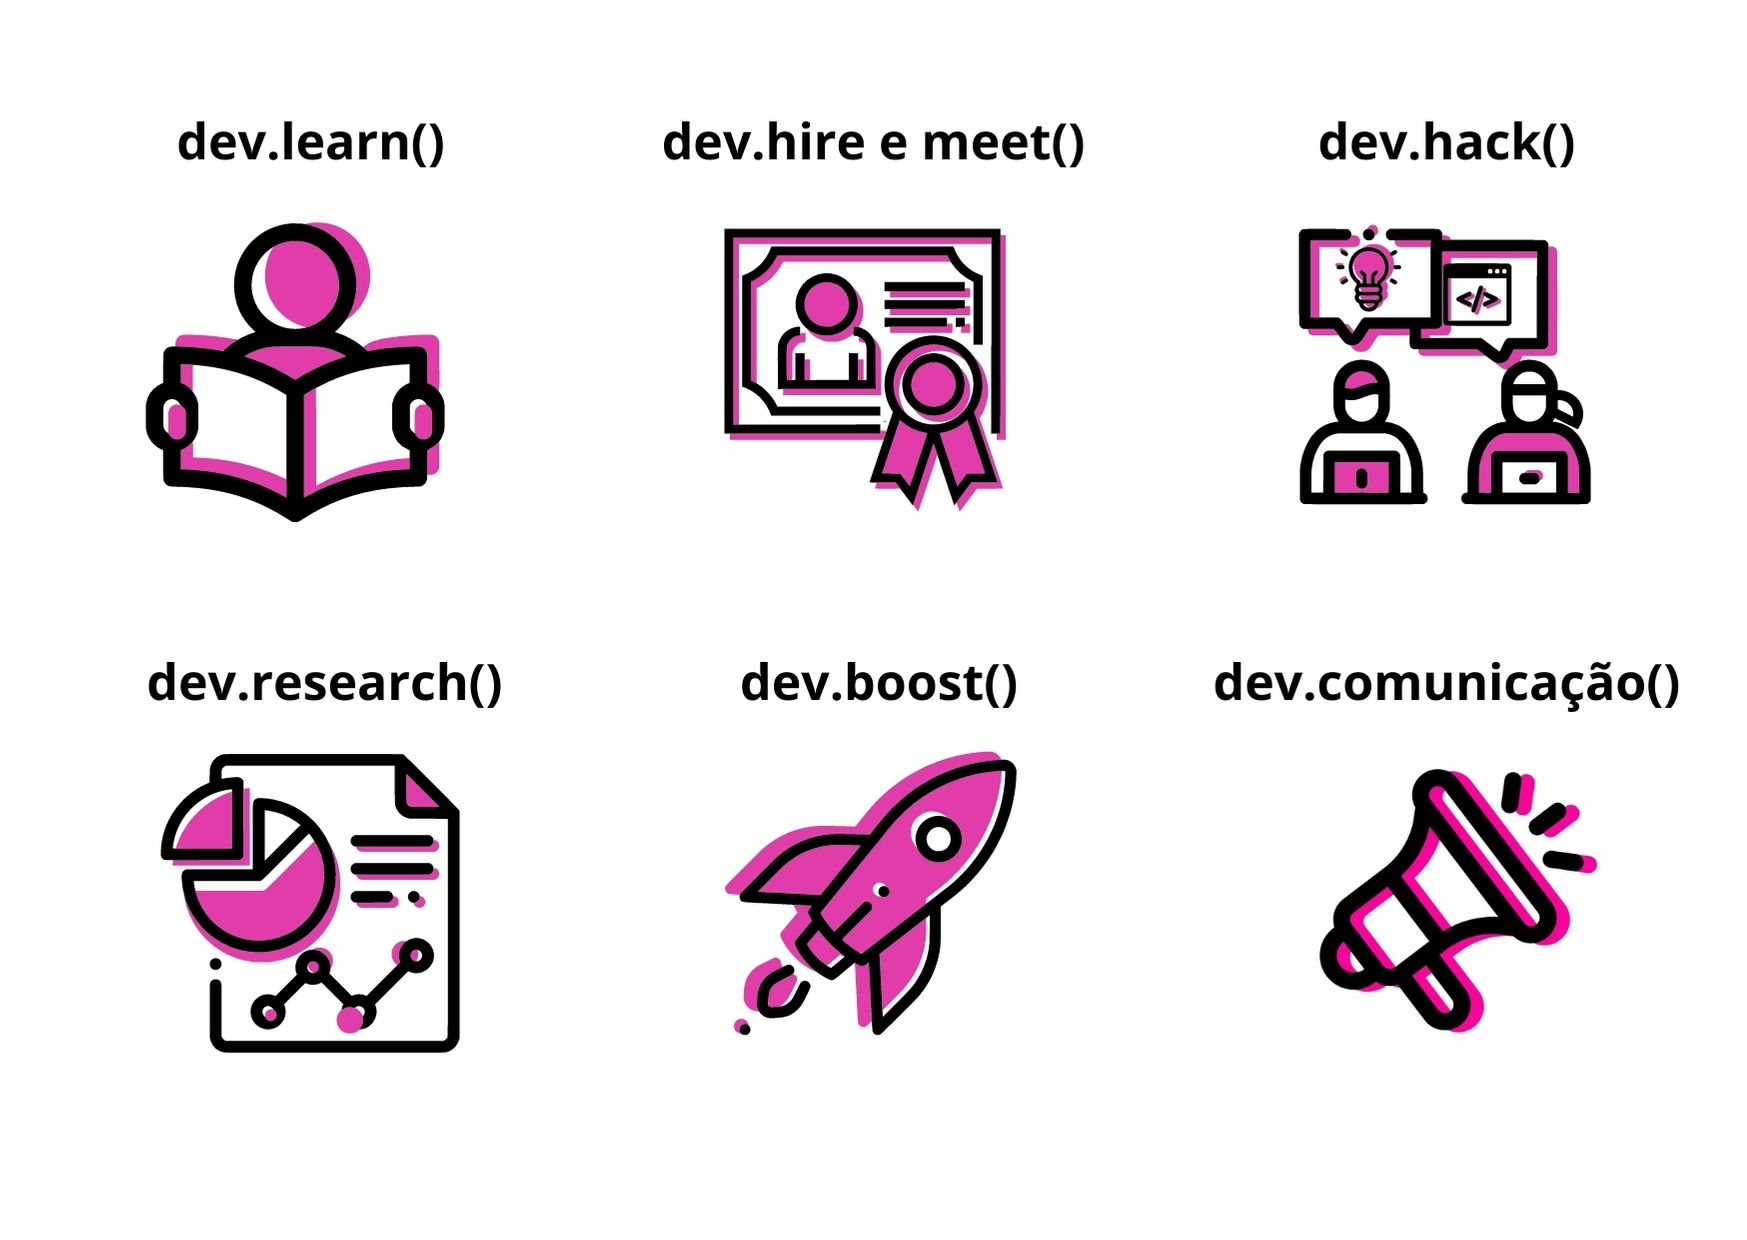 dev.learn()
dev.hire e meet()
dev.hack()
</>
dev.research()
dev.boost()
dev.comunicação()